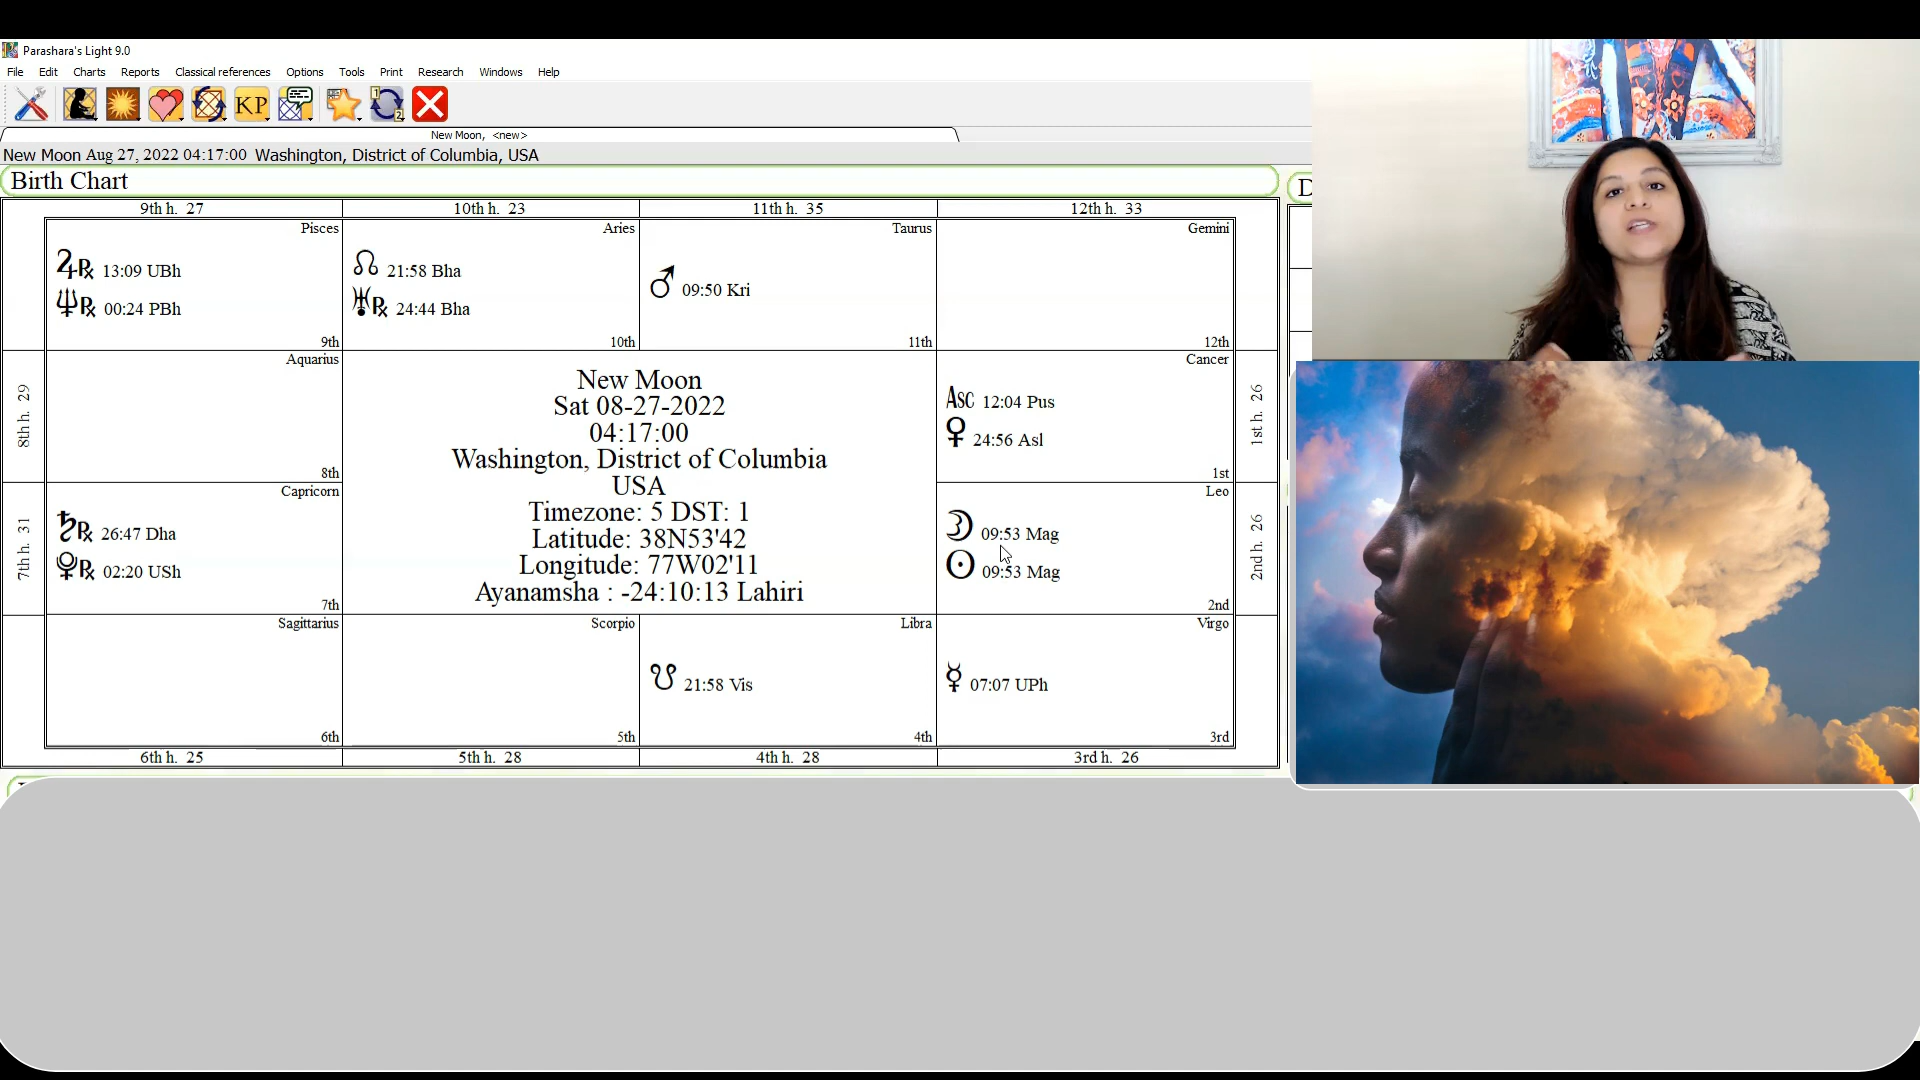 Parashara's Light 9.0
File Edit Charts Reports Classical references Options Tools Print Research Windows Help
KP
1
2
New Moon, <new>
New Moon Aug 27, 2022 04:17:00 Washington, District of Columbia, USA
Birth Chart
D
9th h. 27
10th h. 23
11th h. 35
12th h. 33
Pisces
♃℞ 13:09 UBh
♆℞ 00:24 PBh
9th
Aries
☊ 21:58 Bha
♅℞ 24:44 Bha
10th
Taurus
♂ 09:50 Kri
11th
Gemini
12th
8th h. 29
Aquarius
8th
New Moon
Sat 08-27-2022
04:17:00
Washington, District of Columbia
USA
Timezone: 5 DST: 1
Latitude: 38N53'42
Longitude: 77W02'11
Ayanamsha : -24:10:13 Lahiri
Cancer
Asc 12:04 Pus
♀ 24:56 Asl
1st
1st h. 26
7th h. 31
Capricorn
♄℞ 26:47 Dha
♇℞ 02:20 USh
7th
Leo
☽ 09:53 Mag
☉ 09:53 Mag
2nd
2nd h. 26
Sagittarius
6th
Scorpio
5th
Libra
☋ 21:58 Vis
4th
Virgo
☿ 07:07 UPh
3rd
6th h. 25
5th h. 28
4th h. 28
3rd h. 26